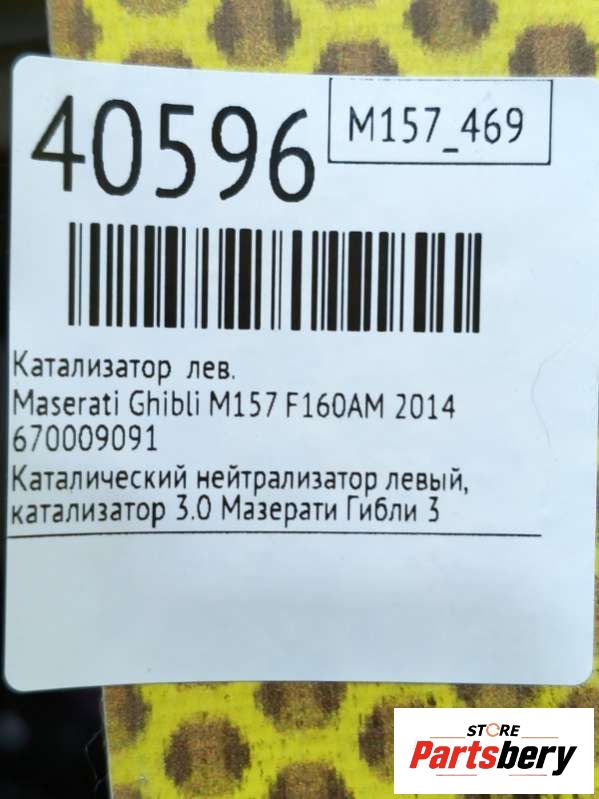 40596
M157_469
Катализатор лев.
Maserati Ghibli M157 F160AM 2014
670009091
Каталический нейтрализатор левый,
катализатор 3.0 Мазерати Гибли 3
STORE
Partsbery